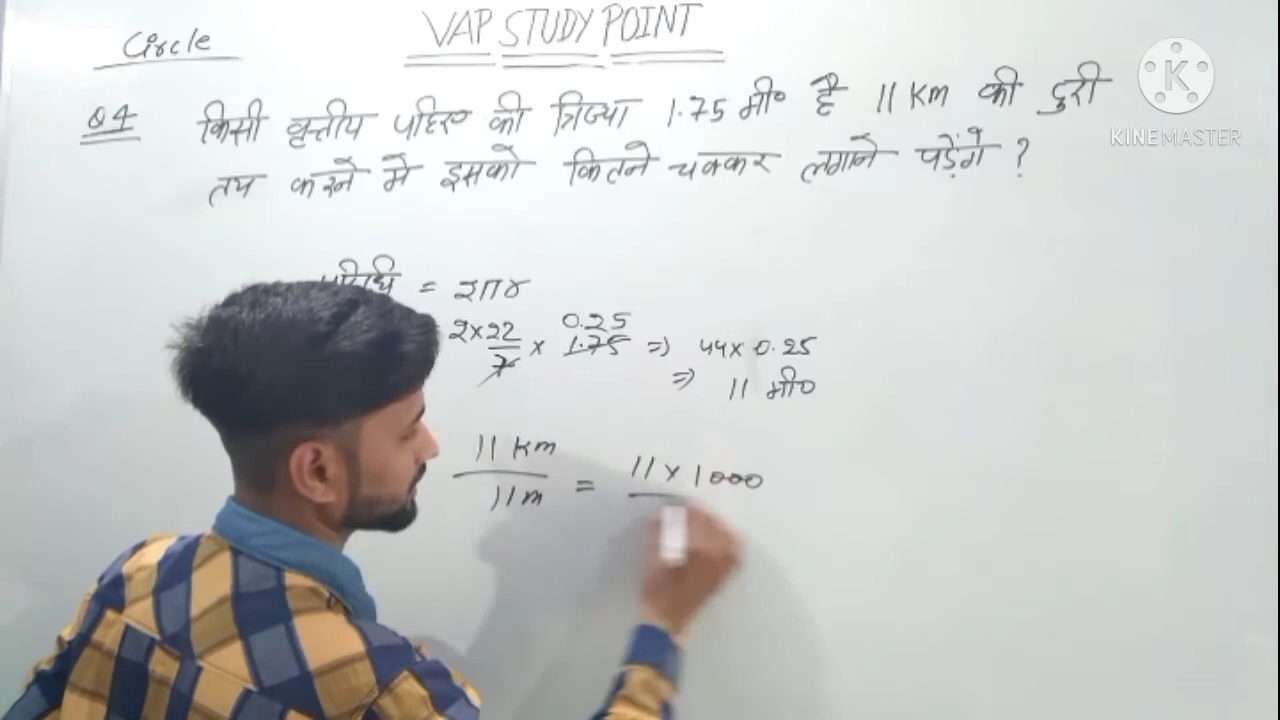 Circle
VAP STUDY POINT
Q4 किसी वृत्तीय पहिए की त्रिज्या 1.75 मी० है 11 Km की दुरी
तय करने मे इसको कितने चक्कर लगाने पड़ेंगे ?
KINEMASTER
परिधि = 2πr
2×22/7 × 1.75 0.25 => 44× 0.25
=> 11 मी०
11 Km / 11m = 11 × 1000